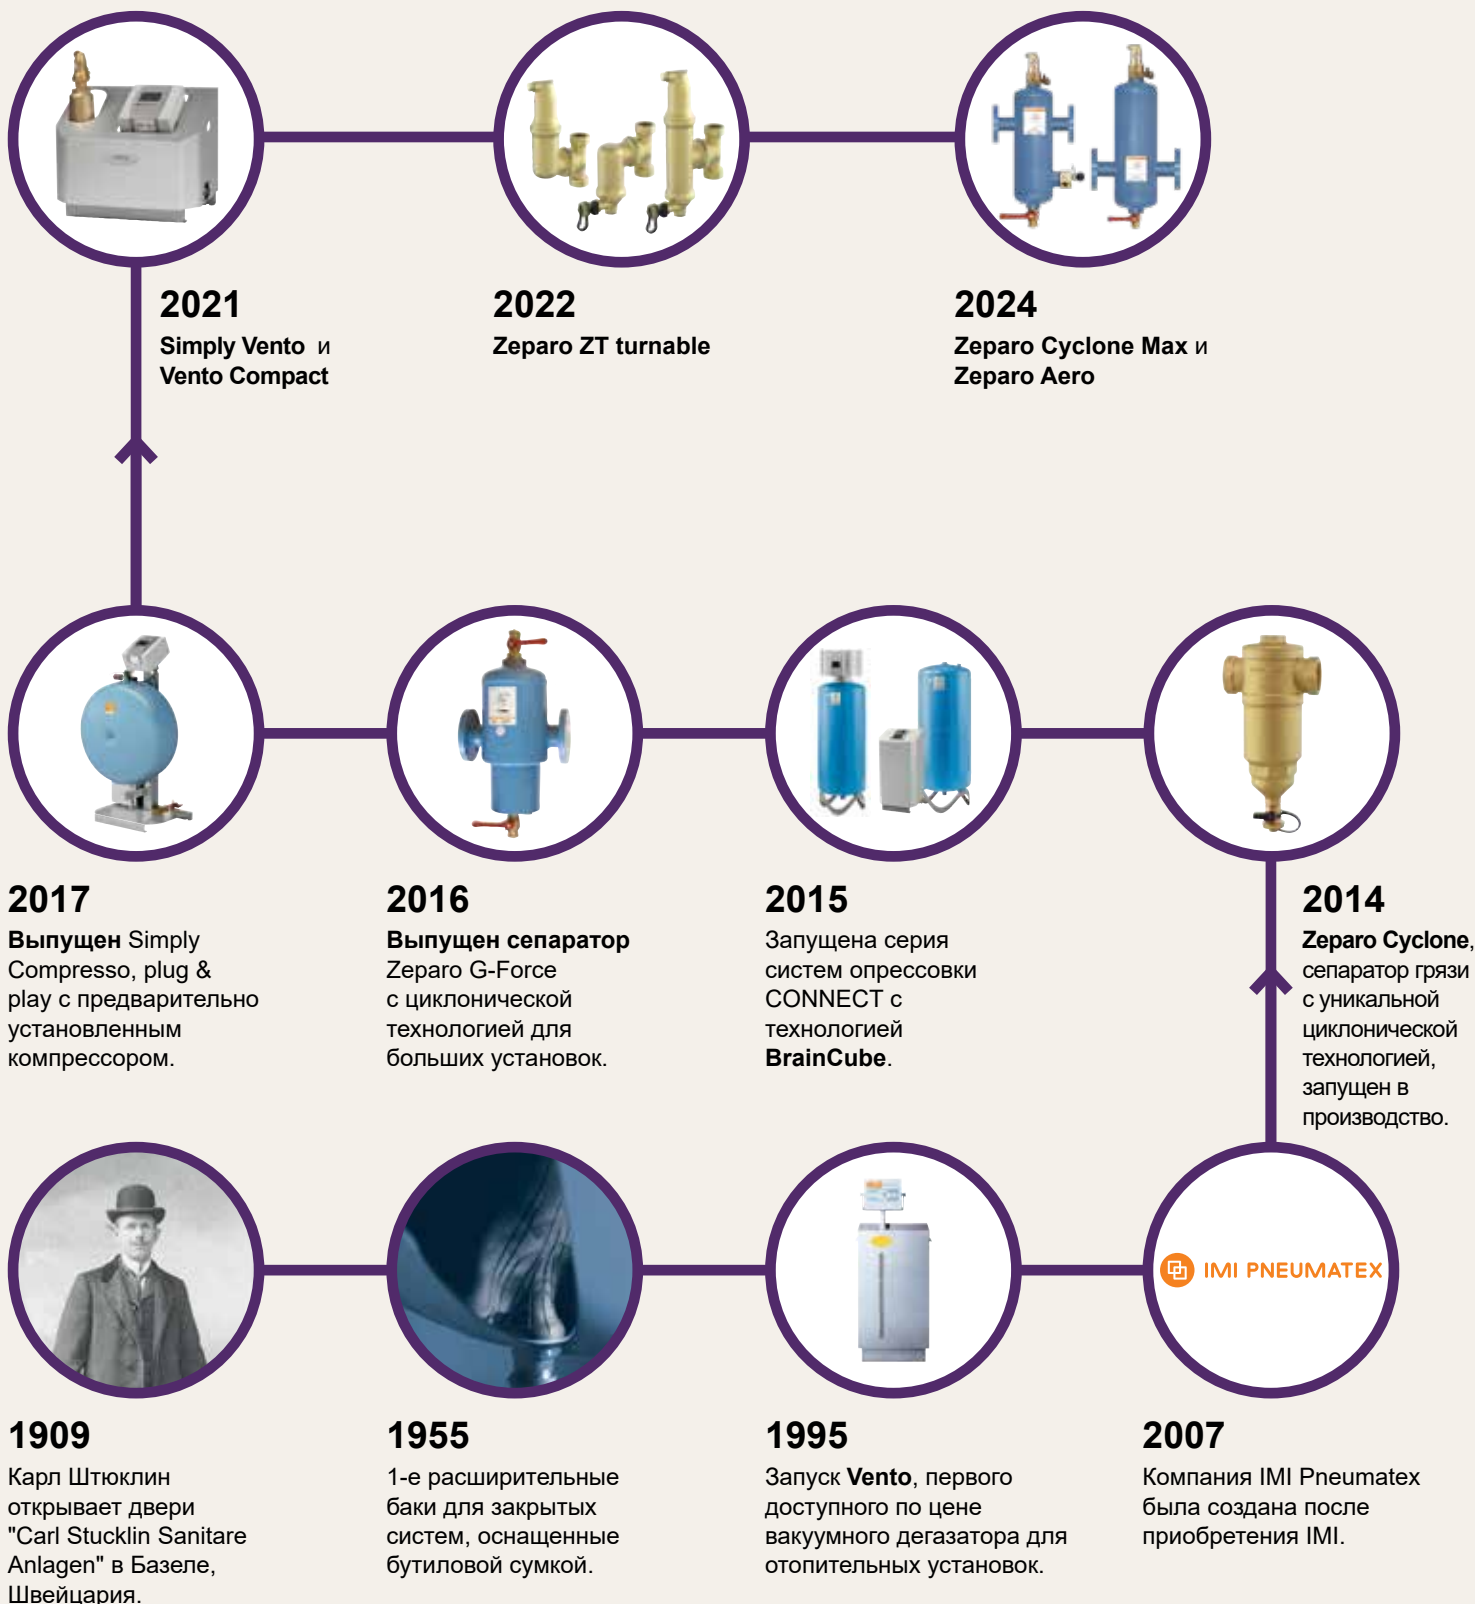 2021
Simply Vento и
Vento Compact
2022
Zeparo ZT turnable
2024
Zeparo Cyclone Max и
Zeparo Aero
2017
Выпущен Simply
Compresso, plug &
play с предварительно
установленным
компрессором.
2016
Выпущен сепаратор
Zeparo G-Force
с циклонической
технологией для
больших установок.
2015
Запущена серия
систем опрессовки
CONNECT с
технологией
BrainCube.
2014
Zeparo Cyclone,
сепаратор грязи
с уникальной
циклонической
технологией,
запущен в
производство.
IMI PNEUMATEX
1909
Карл Штюклин
открывает двери
"Carl Stucklin Sanitare
Anlagen" в Базеле,
Швейцария.
1955
1-е расширительные
баки для закрытых
систем, оснащенные
бутиловой сумкой.
1995
Запуск Vento, первого
доступного по цене
вакуумного дегазатора для
отопительных установок.
2007
Компания IMI Pneumatex
была создана после
приобретения IMI.